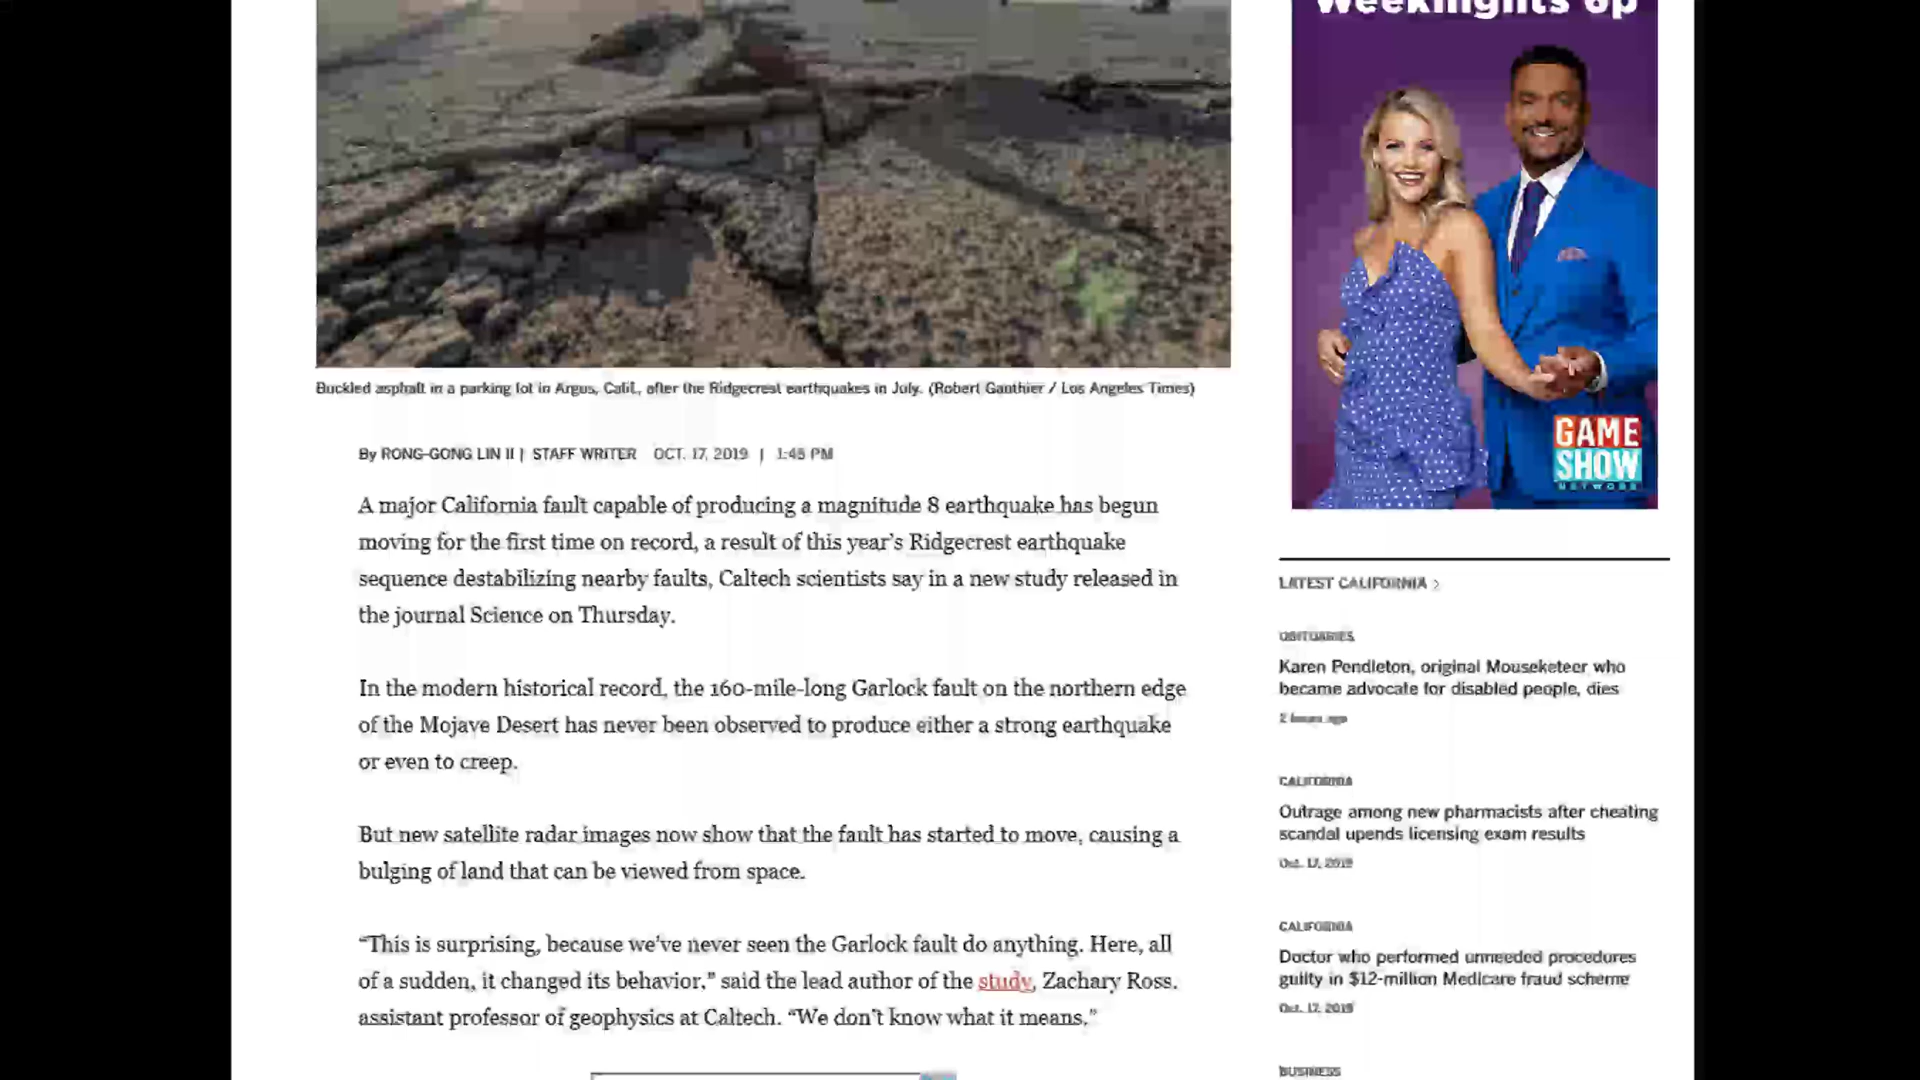 Weeknights 6p
GAME
SHOW
NETWORK
Buckled asphalt in a parking lot in Argus, Calif., after the Ridgecrest earthquakes in July. (Robert Gauthier / Los Angeles Times)
By RONG-GONG LIN II | STAFF WRITER OCT. 17, 2019 | 1:45 PM
A major California fault capable of producing a magnitude 8 earthquake has begun
moving for the first time on record, a result of this year’s Ridgecrest earthquake
sequence destabilizing nearby faults, Caltech scientists say in a new study released in
the journal Science on Thursday.
In the modern historical record, the 160-mile-long Garlock fault on the northern edge
of the Mojave Desert has never been observed to produce either a strong earthquake
or even to creep.
But new satellite radar images now show that the fault has started to move, causing a
bulging of land that can be viewed from space.
“This is surprising, because we’ve never seen the Garlock fault do anything. Here, all
of a sudden, it changed its behavior,” said the lead author of the study, Zachary Ross,
assistant professor of geophysics at Caltech. “We don’t know what it means.”
LATEST CALIFORNIA >
OBITUARIES
Karen Pendleton, original Mouseketeer who
became advocate for disabled people, dies
2 hours ago
CALIFORNIA
Outrage among new pharmacists after cheating
scandal upends licensing exam results
Oct. 17, 2019
CALIFORNIA
Doctor who performed unneeded procedures
guilty in $12-million Medicare fraud scheme
Oct. 17, 2019
BUSINESS